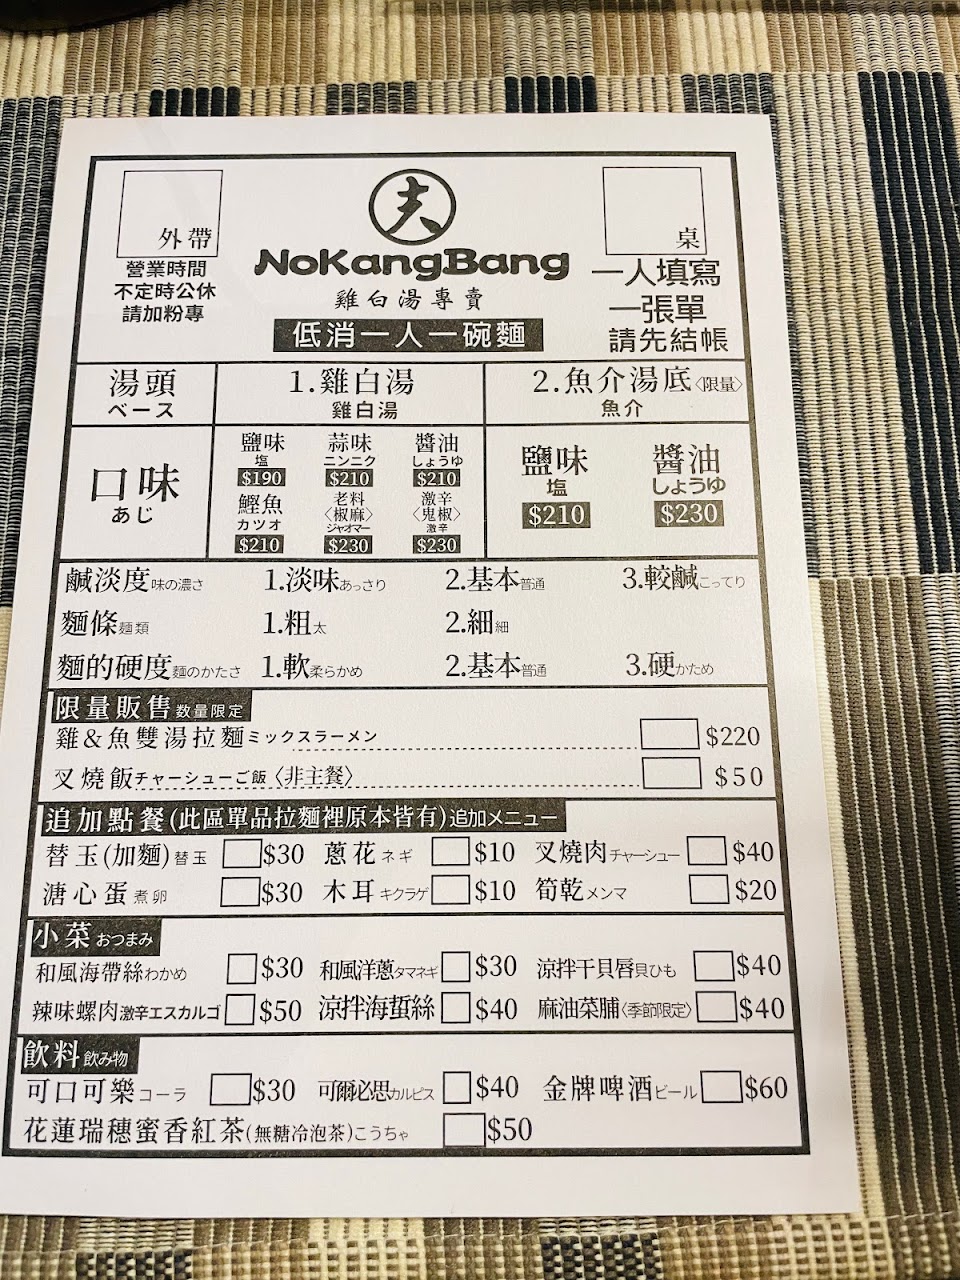 夫
外帶
桌
NoKangBang
營業時間
不定時公休
請加粉專
雞白湯專賣
一人填寫
一張單
請先結帳
低消一人一碗麵
湯頭 1.雞白湯 2.魚介湯底〈限量〉
ベース 雞白湯 魚介
口味
あじ
鹽味 蒜味 醬油
塩 ニンニク しょうゆ
$190 $210 $210
鰹魚 老料〈椒麻〉 激辛〈鬼椒〉
カツオ ジャオマー 激辛
$210 $230 $230
鹽味 醬油
塩 しょうゆ
$210 $230
鹹淡度味の濃さ 1.淡味あっさり 2.基本普通 3.較鹹こってり
麵條麺類 1.粗太 2.細細
麵的硬度麺のかたさ 1.軟柔らかめ 2.基本普通 3.硬かため
限量販售数量限定
雞&魚雙湯拉麵ミックスラーメン $220
叉燒飯チャーシューご飯〈非主餐〉 $50
追加點餐(此區單品拉麵裡原本皆有)追加メニュー
替玉(加麵)替玉 $30 蔥花ネギ $10 叉燒肉チャーシュー $40
溏心蛋煮卵 $30 木耳キクラゲ $10 筍乾メンマ $20
小菜おつまみ
和風海帶絲わかめ $30 和風洋蔥タマネギ $30 涼拌干貝唇貝ひも $40
辣味螺肉激辛エスカルゴ $50 涼拌海蜇絲 $40 麻油菜脯〈季節限定〉 $40
飲料飲み物
可口可樂コーラ $30 可爾必思カルピス $40 金牌啤酒ビール $60
花蓮瑞穗蜜香紅茶(無糖冷泡茶)こうちゃ $50